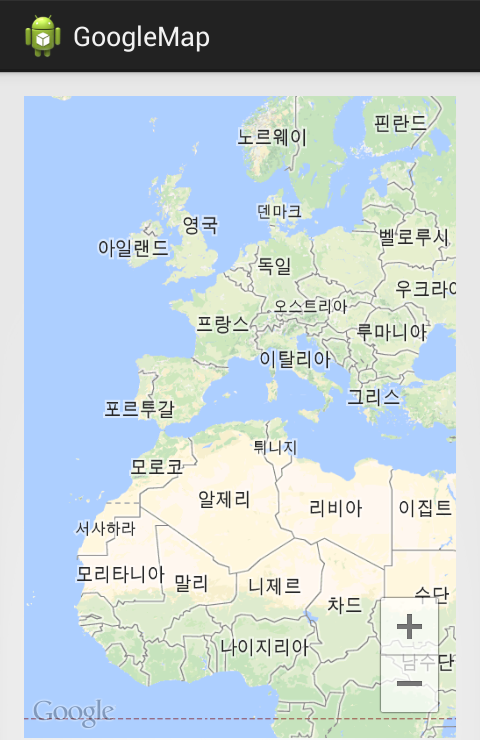 GoogleMap
노르웨이
핀란드
덴마크
영국
벨로루시
아일랜드
독일
우크라이
오스트리아
프랑스
루마니아
이탈리아
그리스
포르투갈
튀니지
모로코
알제리
리비아
이집트
서사하라
모리타니아
말리
니제르
수단
차드
나이지리아
남수단
Google